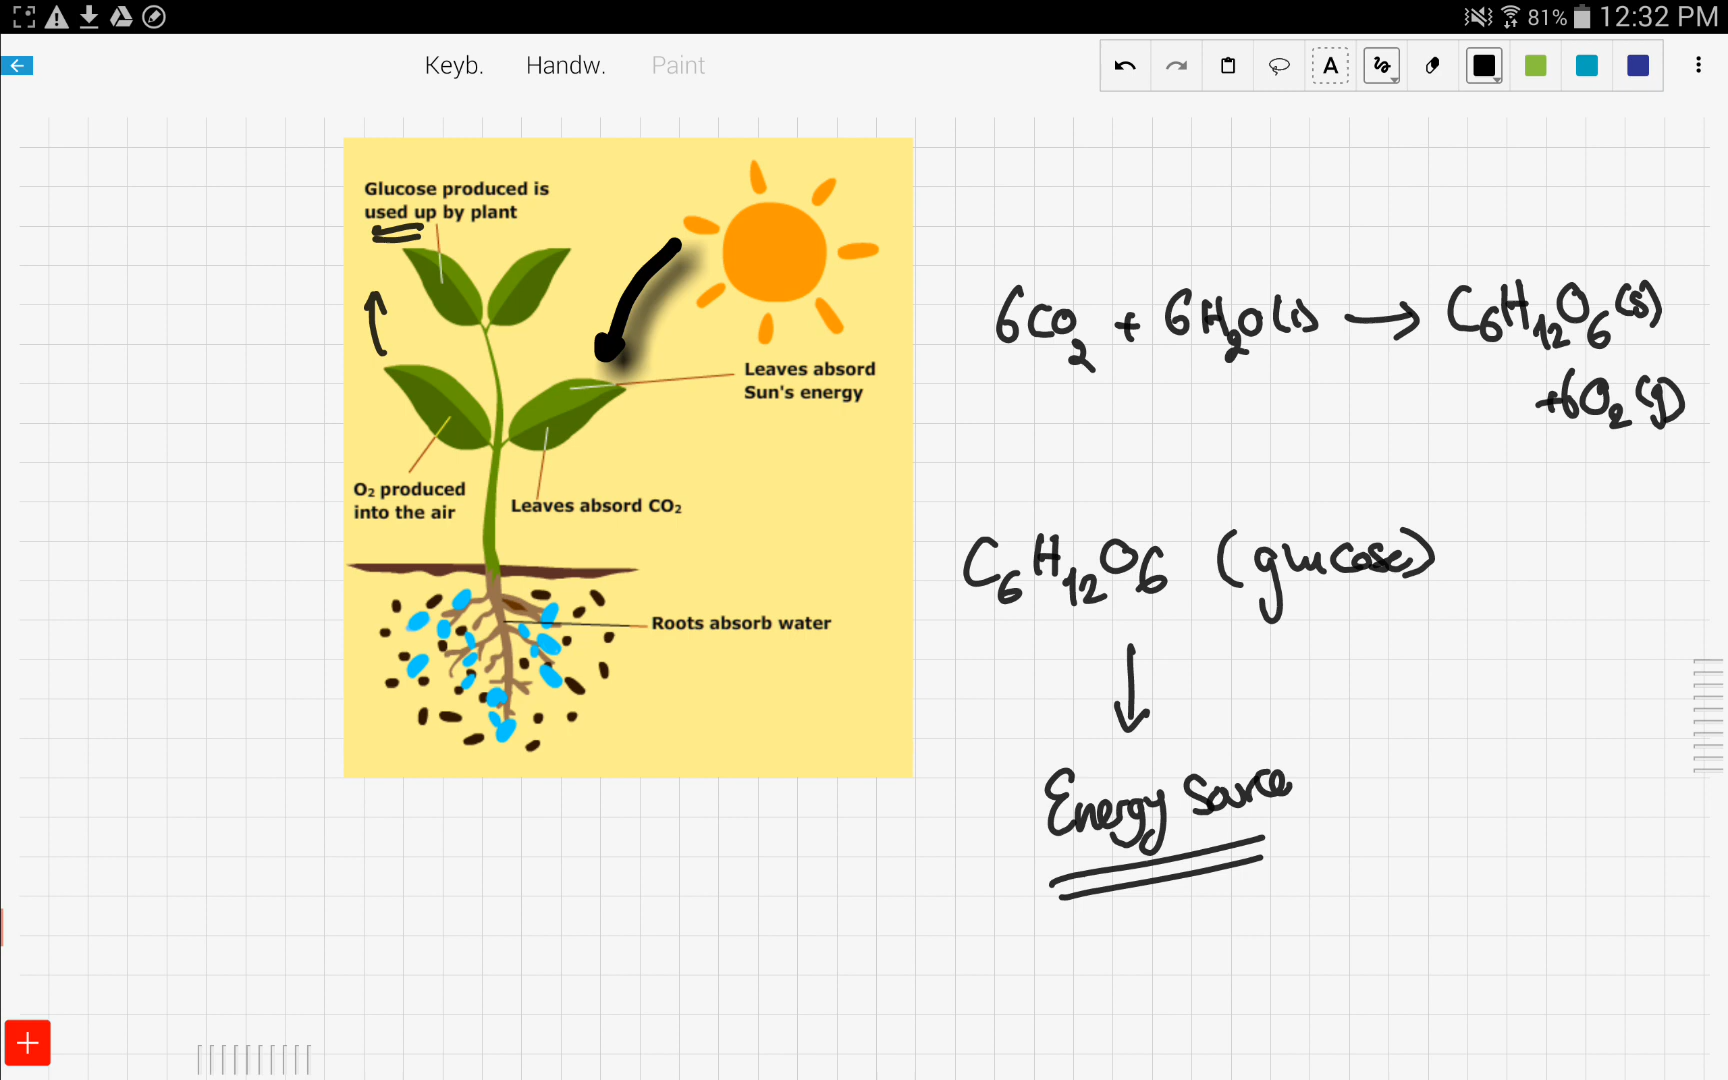 81% 12:32 PM
Keyb. Handw. Paint
A
Glucose produced is
used up by plant
Leaves absord
Sun's energy
O₂ produced
into the air
Leaves absord CO₂
Roots absorb water
6CO₂ + 6H₂O(l) → C₆H₁₂O₆(s)
+6O₂(g)
C₆H₁₂O₆ (glucose)
↓
Energy Source